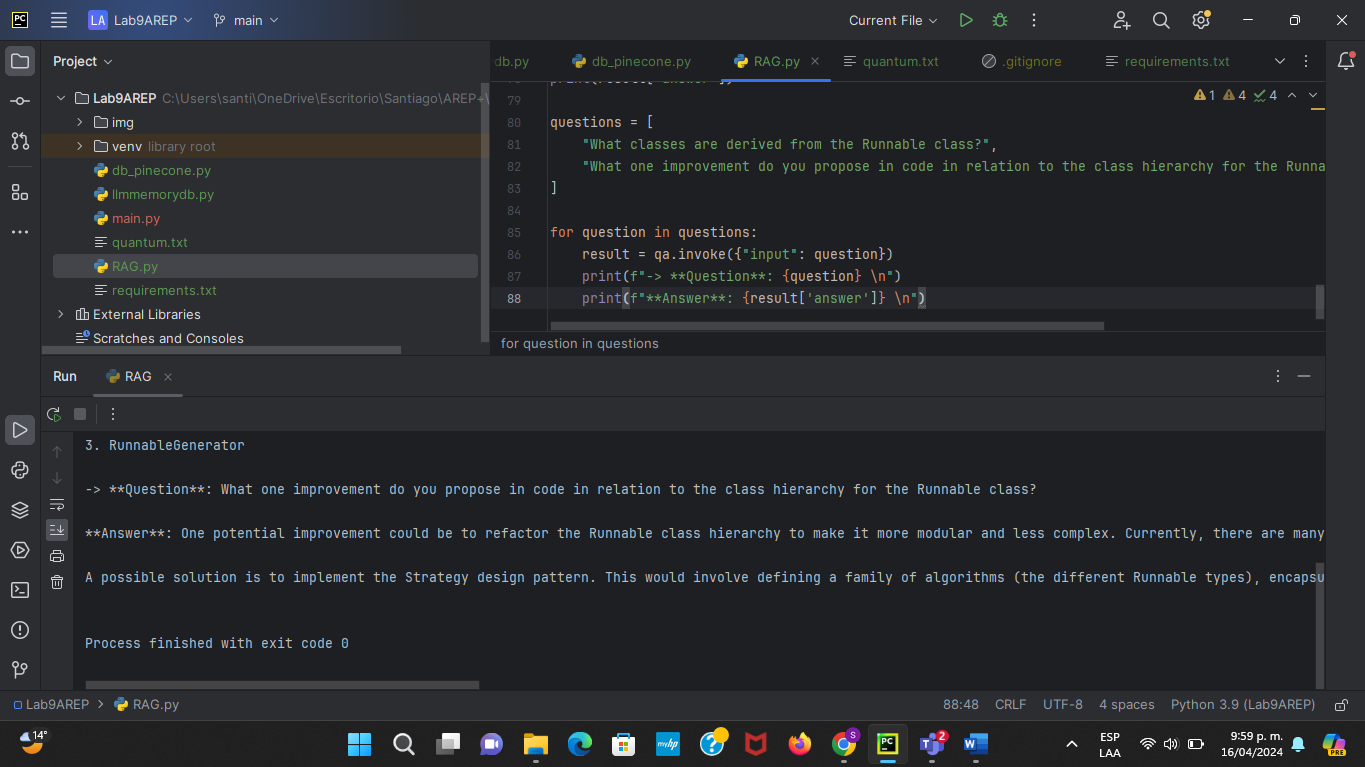 PC
LA Lab9AREP main Current File
Project
Lab9AREP C:\Users\santi\OneDrive\Escritorio\Santiago\AREP+\
img
venv library root
db_pinecone.py
llmmemorydb.py
main.py
quantum.txt
RAG.py
requirements.txt
External Libraries
Scratches and Consoles
db.py db_pinecone.py RAG.py quantum.txt .gitignore requirements.txt
1 4 4
79
80 questions = [
81 "What classes are derived from the Runnable class?",
82 "What one improvement do you propose in code in relation to the class hierarchy for the Runna
83 ]
84
85 for question in questions:
86 result = qa.invoke({"input": question})
87 print(f"-> **Question**: {question} \n")
88 print(f"**Answer**: {result['answer']} \n")
for question in questions
Run RAG
3. RunnableGenerator
-> **Question**: What one improvement do you propose in code in relation to the class hierarchy for the Runnable class?
**Answer**: One potential improvement could be to refactor the Runnable class hierarchy to make it more modular and less complex. Currently, there are many
A possible solution is to implement the Strategy design pattern. This would involve defining a family of algorithms (the different Runnable types), encapsu
Process finished with exit code 0
Lab9AREP RAG.py 88:48 CRLF UTF-8 4 spaces Python 3.9 (Lab9AREP)
14° myhp S PC 2 ESP 9:59 p. m. PRE
LAA 16/04/2024